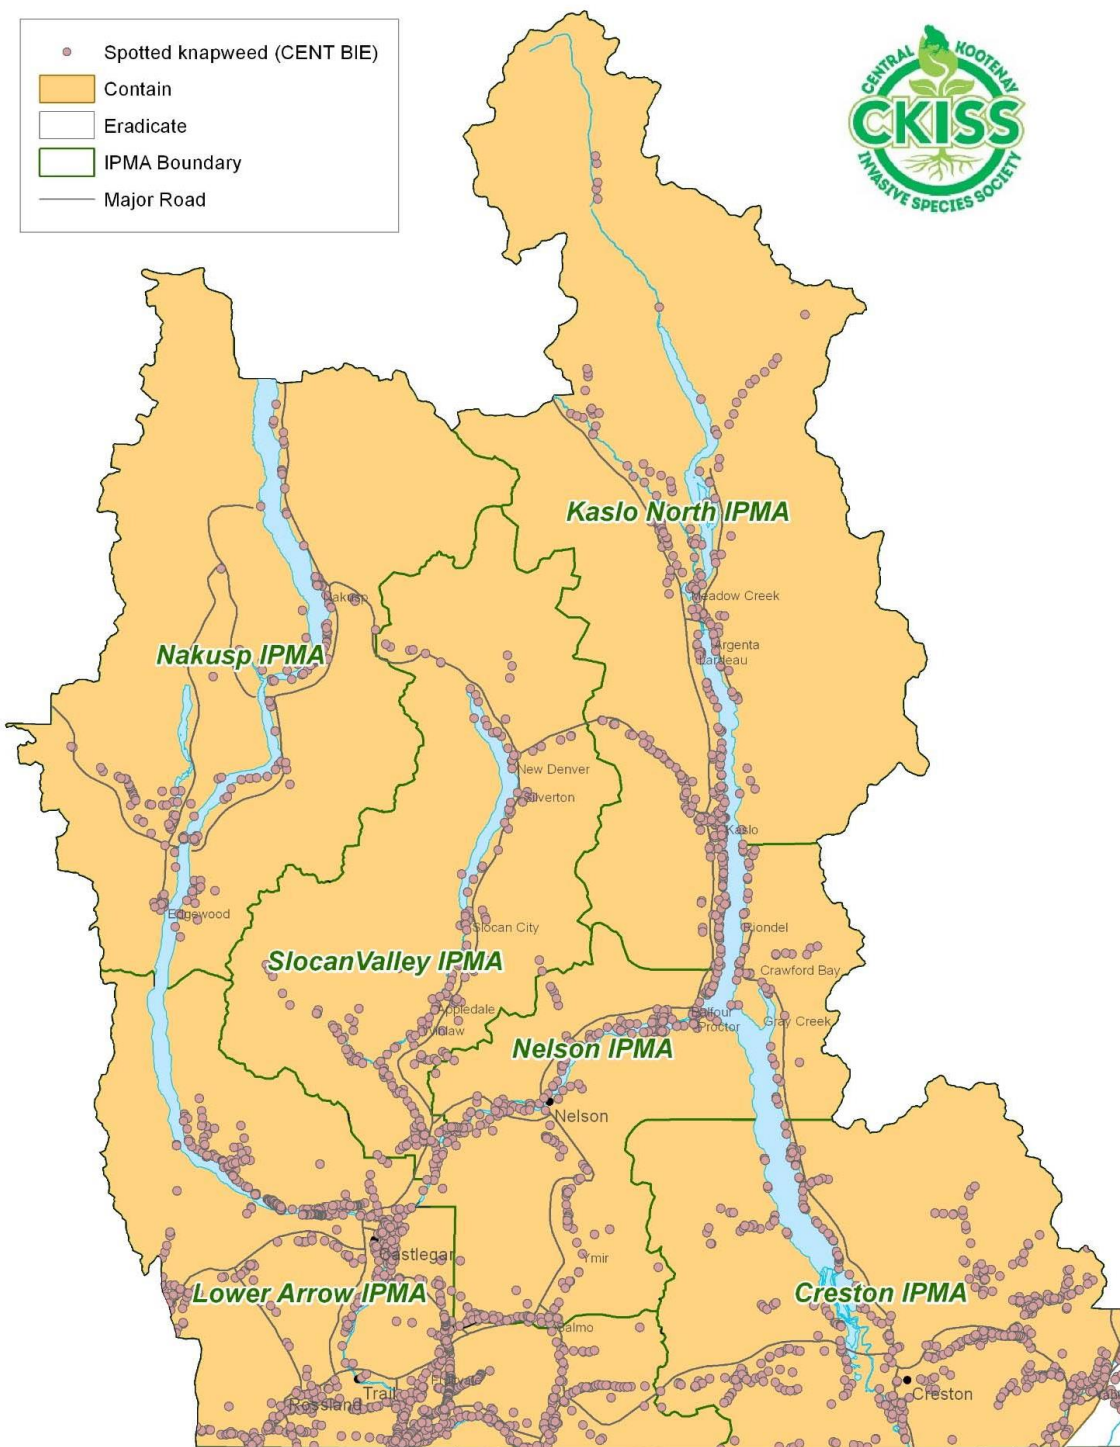 Spotted knapweed (CENT BIE)
Contain
Eradicate
IPMA Boundary
Major Road
CENTRAL KOOTENAY
CKISS
INVASIVE SPECIES SOCIETY
Kaslo North IPMA
Nakusp
Meadow Creek
Argenta
Lardeau
Nakusp IPMA
New Denver
Silverton
Kaslo
Edgewood
Slocan City
Riondel
SlocanValley IPMA
Crawford Bay
Appledale
Balfour
Gray Creek
Winlaw
Proctor
Nelson IPMA
Nelson
Castlegar
Ymir
Lower Arrow IPMA
Creston IPMA
Salmo
Fruitvale
Trail
Creston
Rossland